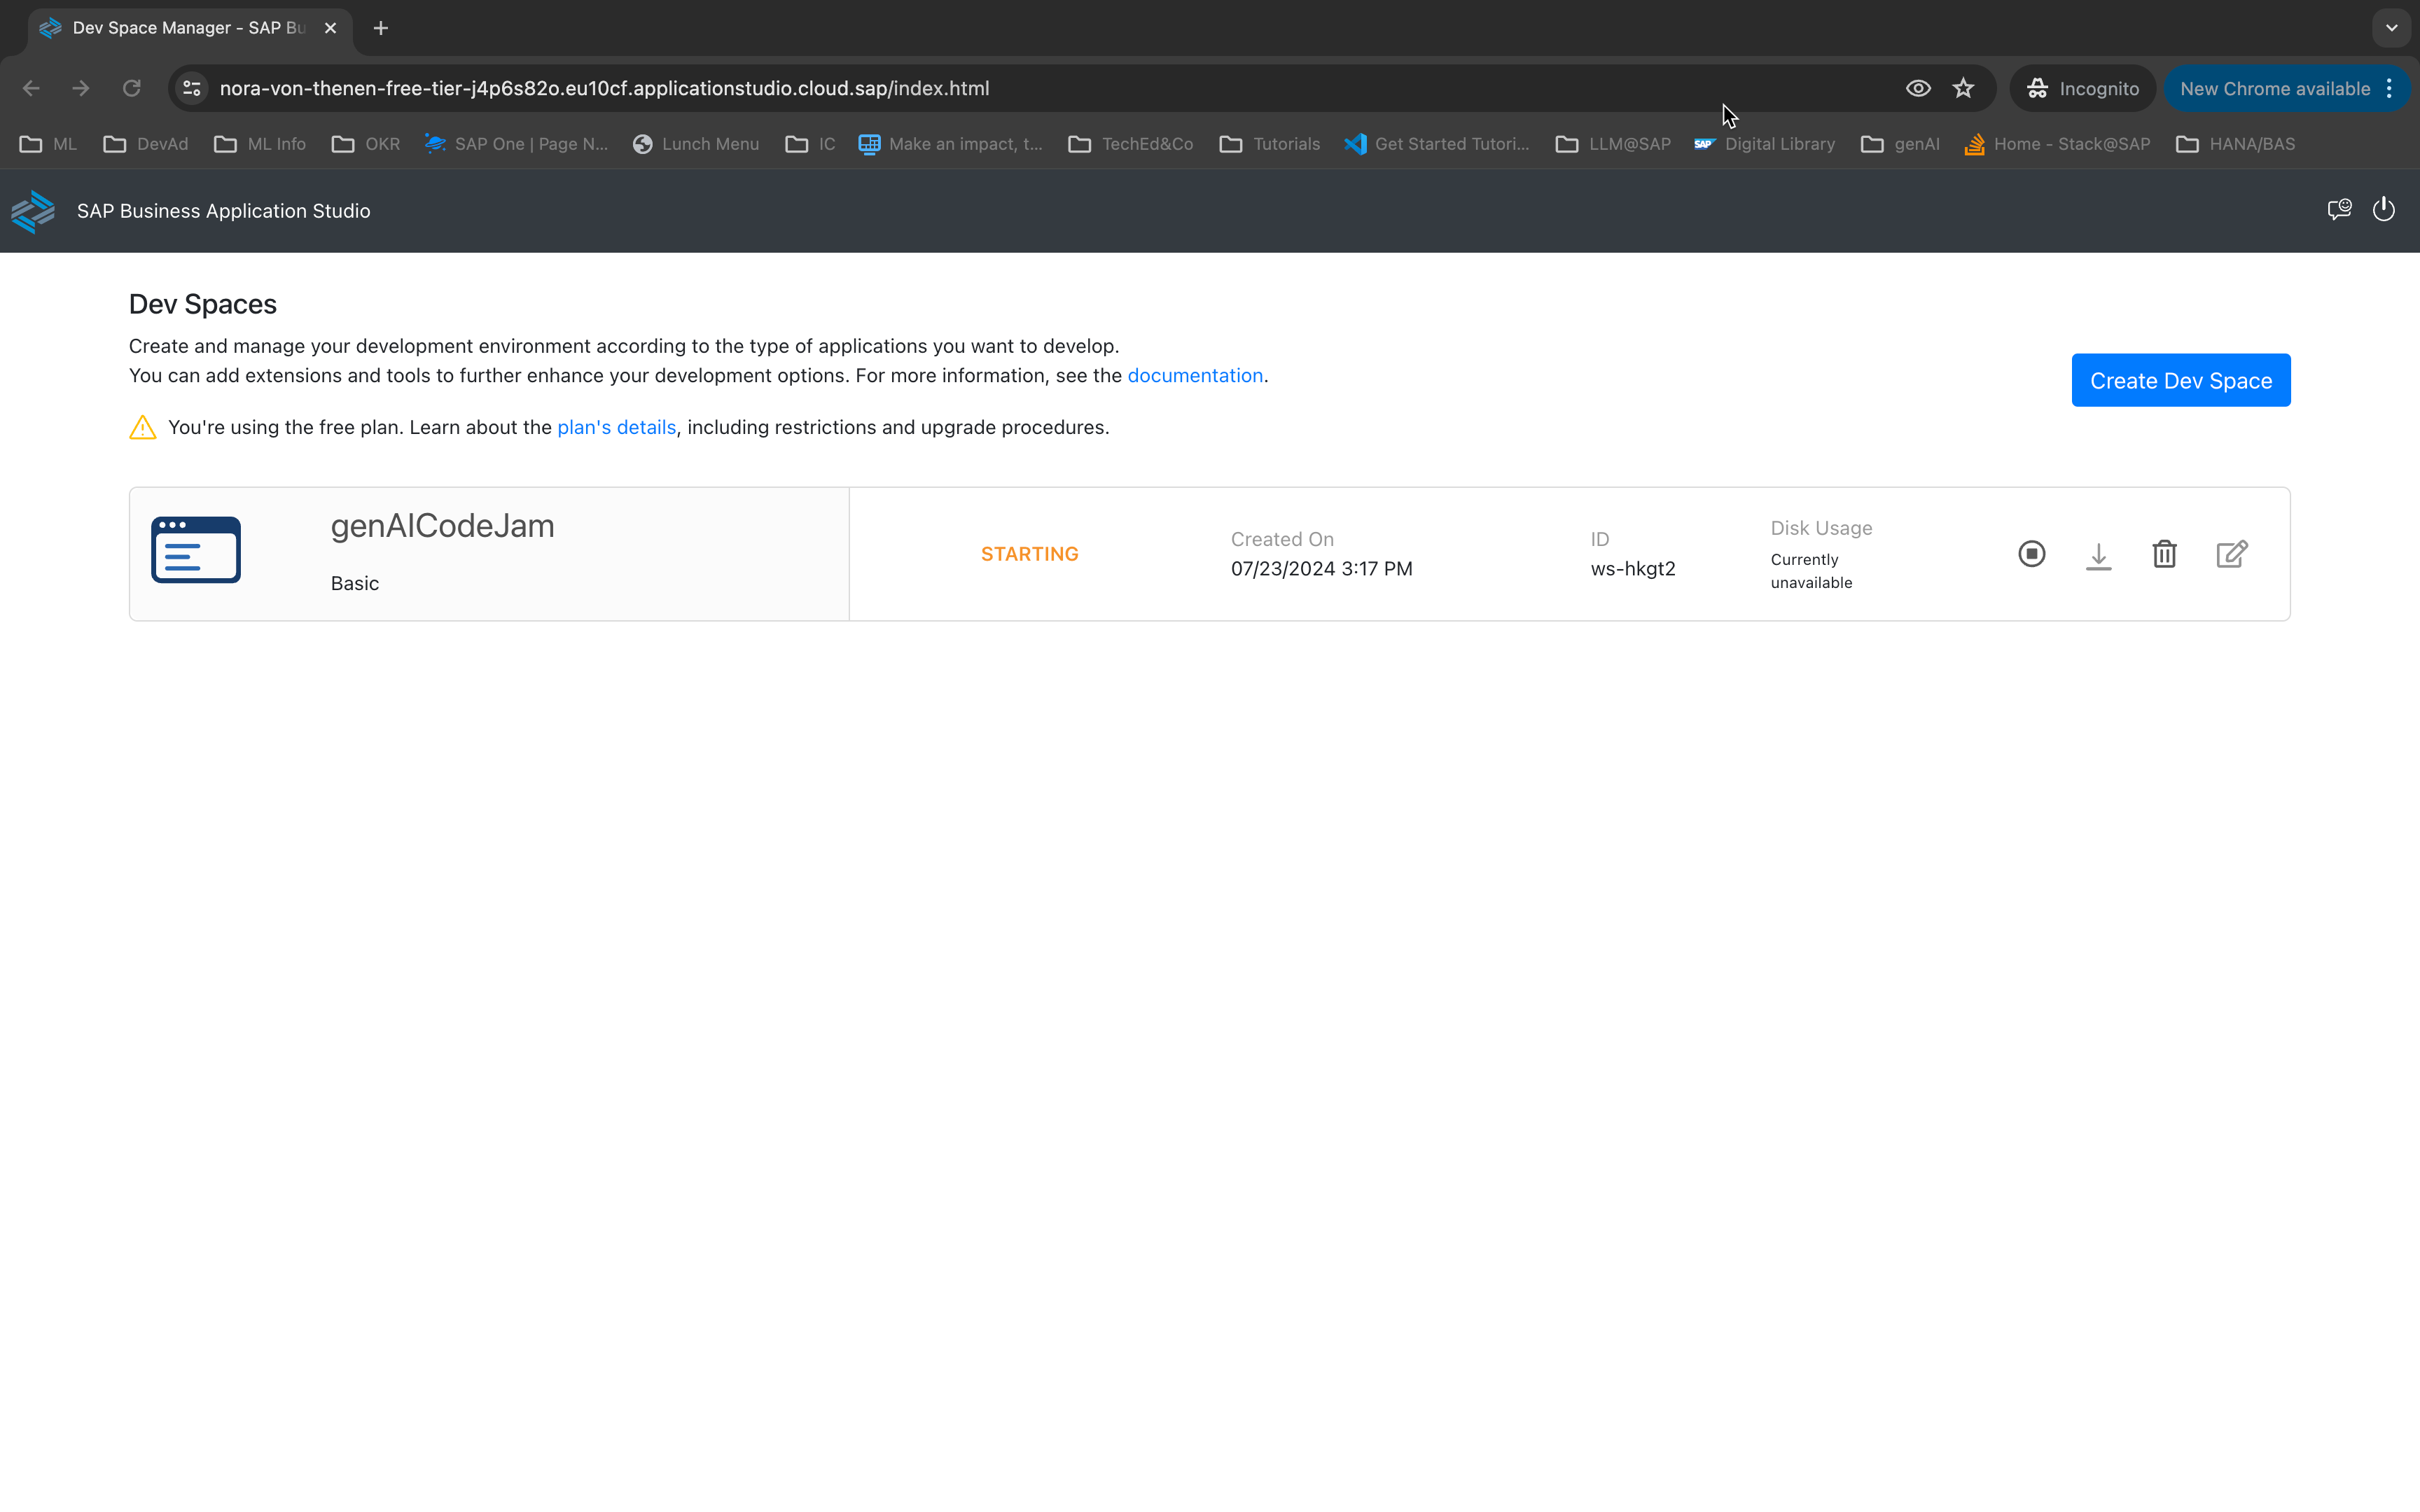 Dev Space Manager - SAP Bu
nora-von-thenen-free-tier-j4p6s82o.eu10cf.applicationstudio.cloud.sap/index.html
Incognito
New Chrome available
ML
DevAd
ML Info
OKR
SAP One | Page N...
Lunch Menu
IC
Make an impact, t...
TechEd&Co
Tutorials
Get Started Tutori...
LLM@SAP
SAP
Digital Library
genAI
Home - Stack@SAP
HANA/BAS
SAP Business Application Studio
Dev Spaces
Create and manage your development environment according to the type of applications you want to develop.
You can add extensions and tools to further enhance your development options. For more information, see the documentation.
Create Dev Space
You're using the free plan. Learn about the plan's details, including restrictions and upgrade procedures.
genAICodeJam
Basic
STARTING
Created On
07/23/2024 3:17 PM
ID
ws-hkgt2
Disk Usage
Currently
unavailable